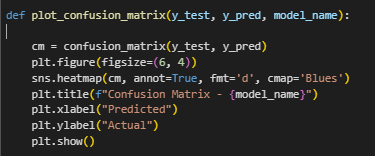 def plot_confusion_matrix(y_test, y_pred, model_name):
    cm = confusion_matrix(y_test, y_pred)
    plt.figure(figsize=(6, 4))
    sns.heatmap(cm, annot=True, fmt='d', cmap='Blues')
    plt.title(f"Confusion Matrix - {model_name}")
    plt.xlabel("Predicted")
    plt.ylabel("Actual")
    plt.show()